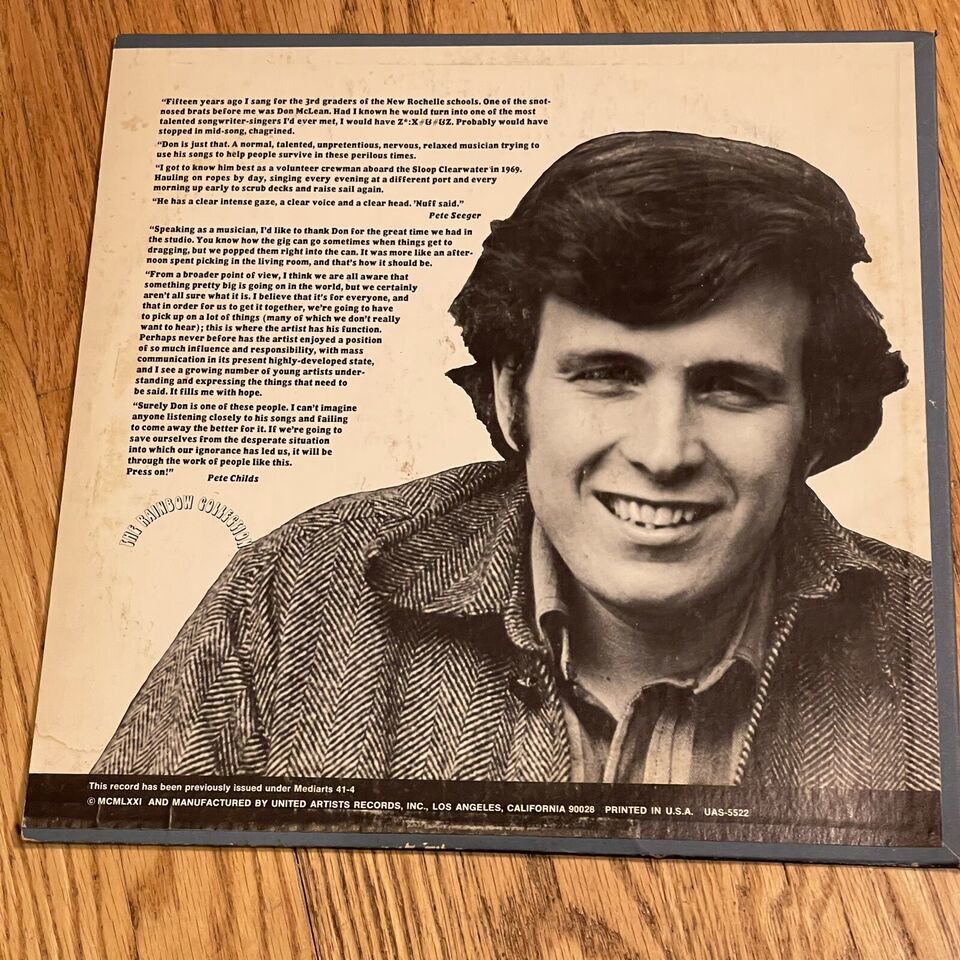 “Fifteen years ago I sang for the 3rd graders of the New Rochelle schools. One of the snot-
nosed brats before me was Don McLean. Had I known he would turn into one of the most
talented songwriter-singers I'd ever met, I would have Z*:X#&#&Z. Probably would have
stopped in mid-song, chagrined.
“Don is just that. A normal, talented, unpretentious, nervous, relaxed musician trying to
use his songs to help people survive in these perilous times.
“I got to know him best as a volunteer crewman aboard the Sloop Clearwater in 1969.
Hauling on ropes by day, singing every evening at a different port and every
morning up early to scrub decks and raise sail again.
“He has a clear intense gaze, a clear voice and a clear head. 'Nuff said.”
Pete Seeger
“Speaking as a musician, I'd like to thank Don for the great time we had in
the studio. You know how the gig can go sometimes when things get to
dragging, but we popped them right into the can. It was more like an after-
noon spent picking in the living room, and that's how it should be.
“From a broader point of view, I think we are all aware that
something pretty big is going on in the world, but we certainly
aren't all sure what it is. I believe that it's for everyone, and
that in order for us to get it together, we're going to have
to pick up on a lot of things (many of which we don't really
want to hear); this is where the artist has his function.
Perhaps never before has the artist enjoyed a position
of so much influence and responsibility, with mass
communication in its present highly-developed state,
and I see a growing number of young artists under-
standing and expressing the things that need to
be said. It fills me with hope.
“Surely Don is one of these people. I can't imagine
anyone listening closely to his songs and failing
to come away the better for it. If we're going to
save ourselves from the desperate situation
into which our ignorance has led us, it will be
through the work of people like this.
Press on!”
Pete Childs
THE RAINBOW COLLECTION
This record has been previously issued under Mediarts 41-4
© MCMLXXI AND MANUFACTURED BY UNITED ARTISTS RECORDS, INC., LOS ANGELES, CALIFORNIA 90028 PRINTED IN U.S.A. UAS-5522